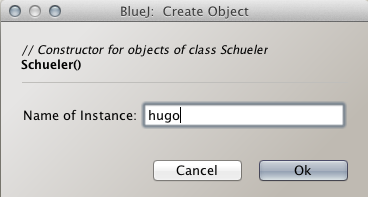 BlueJ: Create Object
// Constructor for objects of class Schueler
Schueler()
Name of Instance: hugo
Cancel Ok